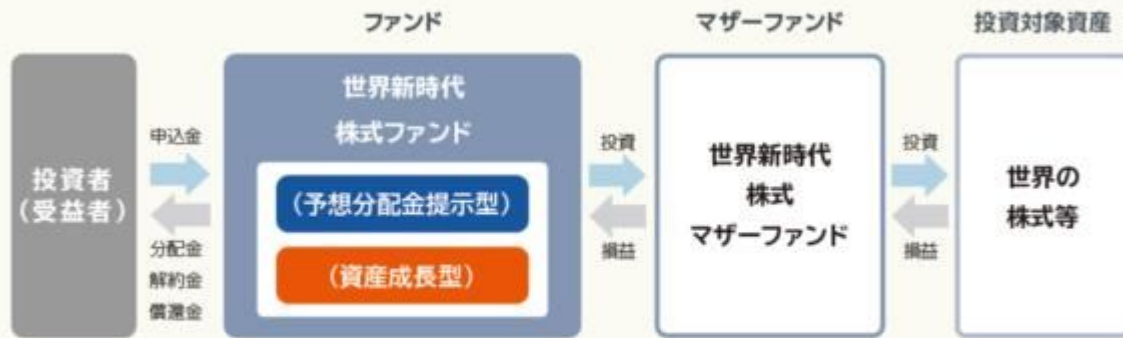 ファンド
マザーファンド
投資対象資産
投資者
(受益者)
申込金
分配金
解約金
償還金
世界新時代
株式ファンド
(予想分配金提示型)
(資産成長型)
投資
損益
世界新時代
株式
マザーファンド
投資
損益
世界の
株式等